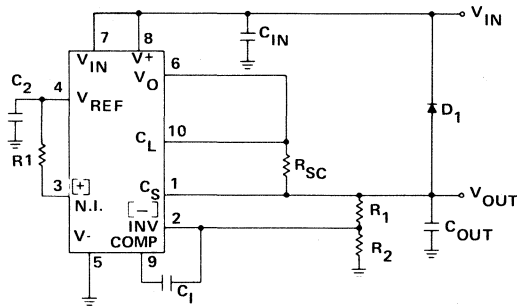 V_IN
7
8
C_IN
V_IN
V+
6
V_O
C_2
4
V_REF
D_1
10
C_L
R1
R_SC
3
[+]
C_S
1
V_OUT
N.I.
[–]
2
R_1
INV
C_OUT
V-
COMP
R_2
5
9
C_I